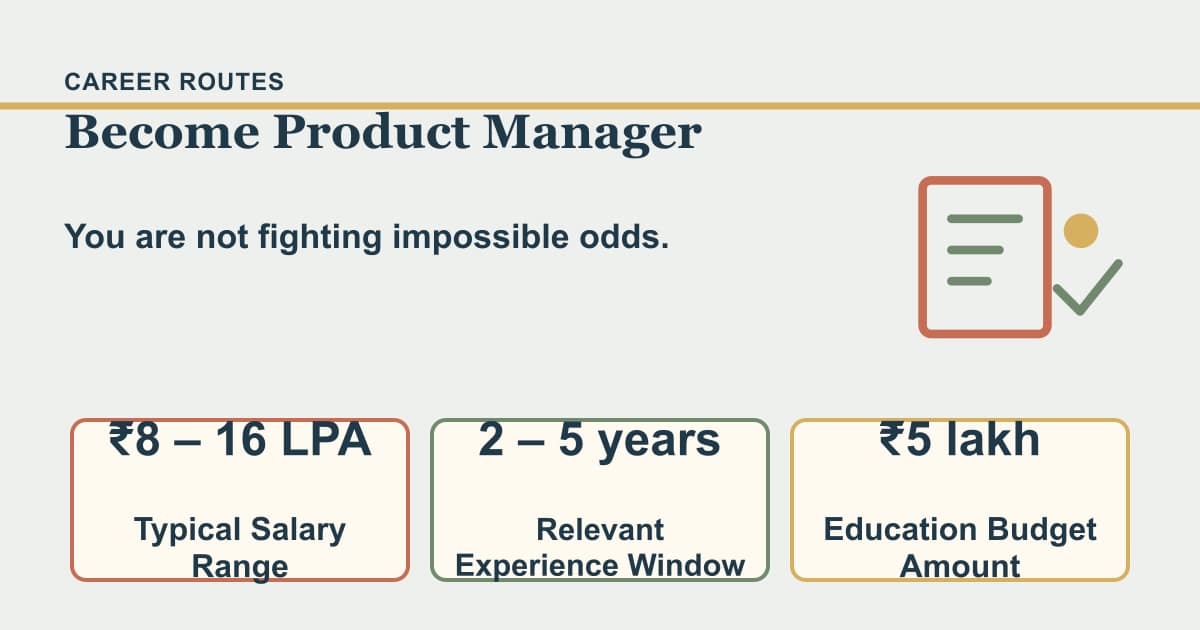 CAREER ROUTES
Become Product Manager
You are not fighting impossible odds.
₹8 – 16 LPA
Typical Salary
Range
2 – 5 years
Relevant
Experience Window
₹5 lakh
Education Budget
Amount